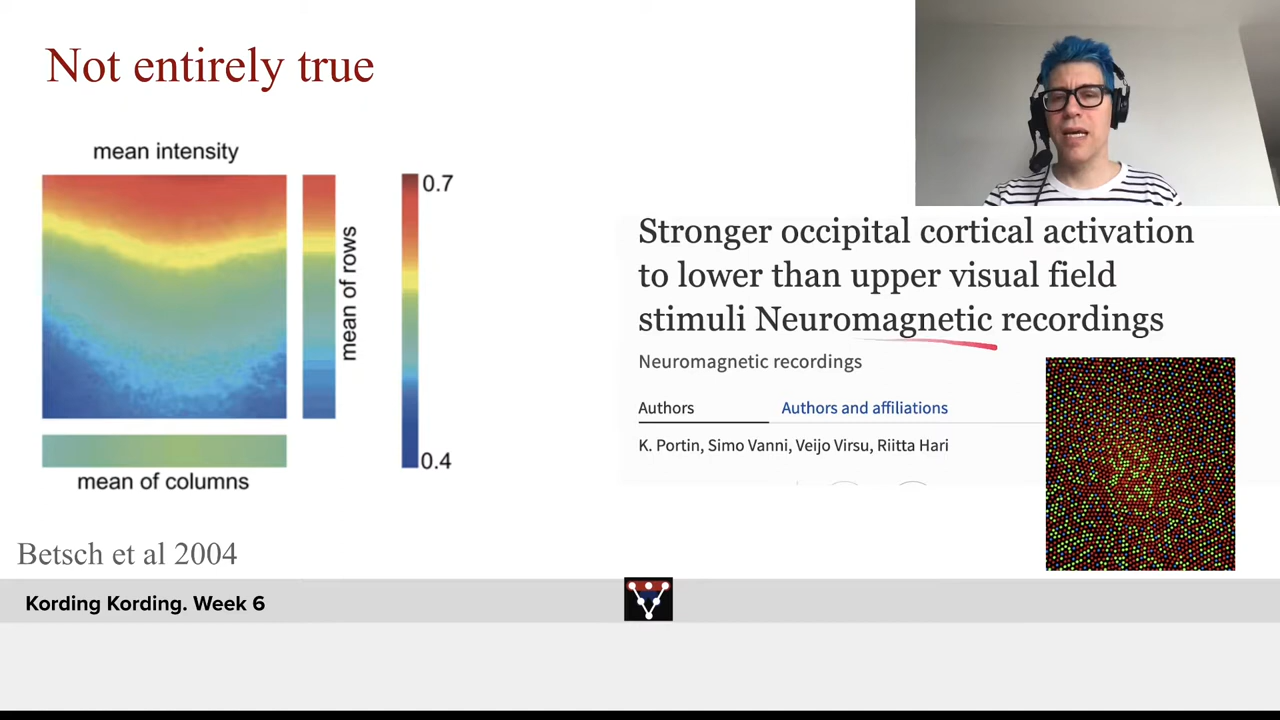 Not entirely true
mean intensity
0.7
mean of rows
0.4
mean of columns
Betsch et al 2004
Stronger occipital cortical activation
to lower than upper visual field
stimuli Neuromagnetic recordings
Neuromagnetic recordings
Authors
Authors and affiliations
K. Portin, Simo Vanni, Veijo Virsu, Riitta Hari
Kording Kording. Week 6